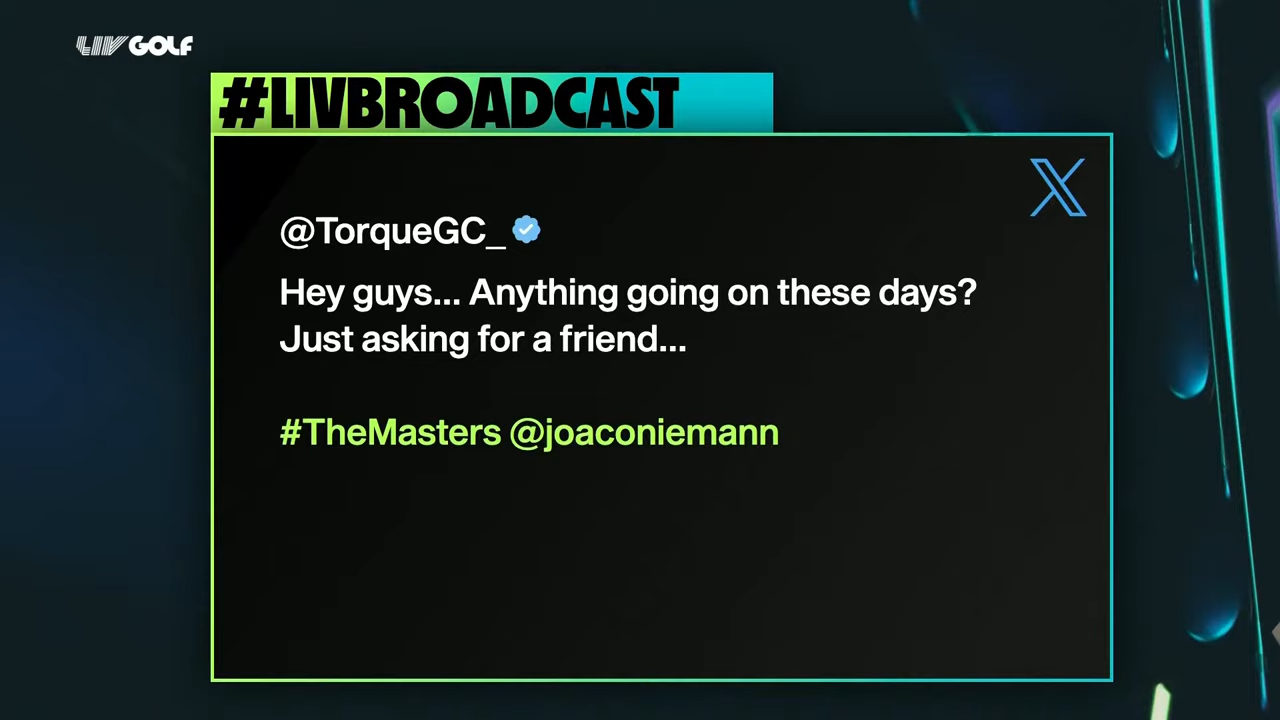 LIV GOLF
#LIVBROADCAST
@TorqueGC_
Hey guys... Anything going on these days?
Just asking for a friend...
#TheMasters @joaconiemann